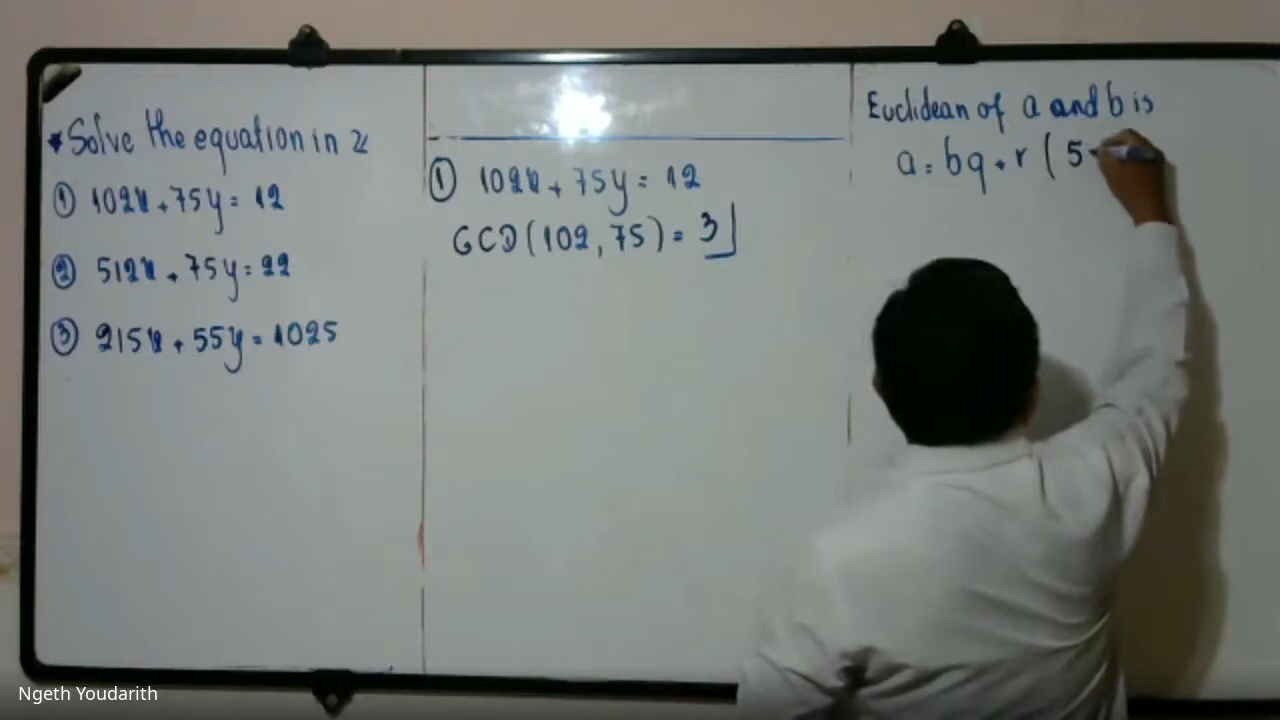 * Solve the equation in ℤ
① 102x + 75y = 12
② 512x + 75y = 22
③ 215x + 55y = 1025
① 102x + 75y = 12
GCD(102, 75) = 3
Euclidean of a and b is
a = bq + r ( 5
Ngeth Youdarith